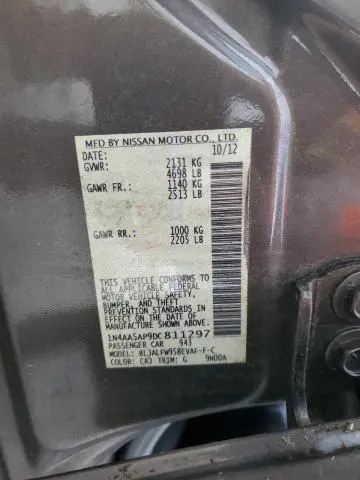 MFD BY NISSAN MOTOR CO., LTD.
DATE: 10/12
GVWR: 2131 KG
4698 LB
GAWR FR.: 1140 KG
2513 LB
GAWR RR.: 1000 KG
2205 LB
THIS VEHICLE CONFORMS TO
ALL APPLICABLE FEDERAL
MOTOR VEHICLE SAFETY,
BUMPER, AND THEFT
PREVENTION STANDARDS
IN EFFECT ON THE DATE OF
MANUFACTURE SHOWN ABOVE.
1N4AA5AP9DC811297
PASSENGER CAR 943
MODEL: BLJALFW95BEVAF-F-C
COLOR: CAJ TRIM: G 9N00A